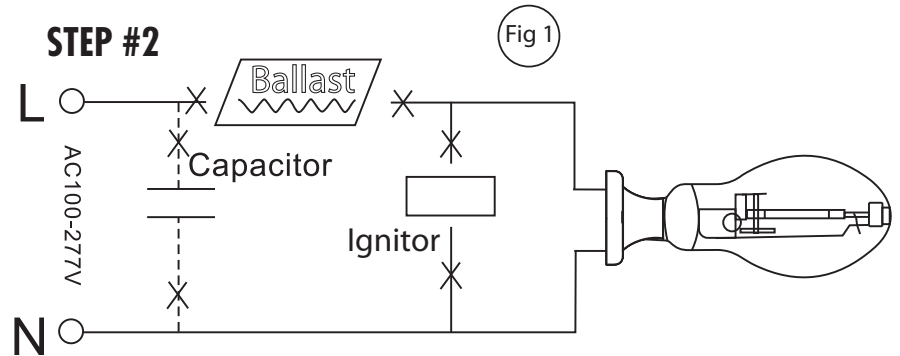 STEP #2
Fig 1
Ballast
L
Capacitor
AC100-277V
Ignitor
N